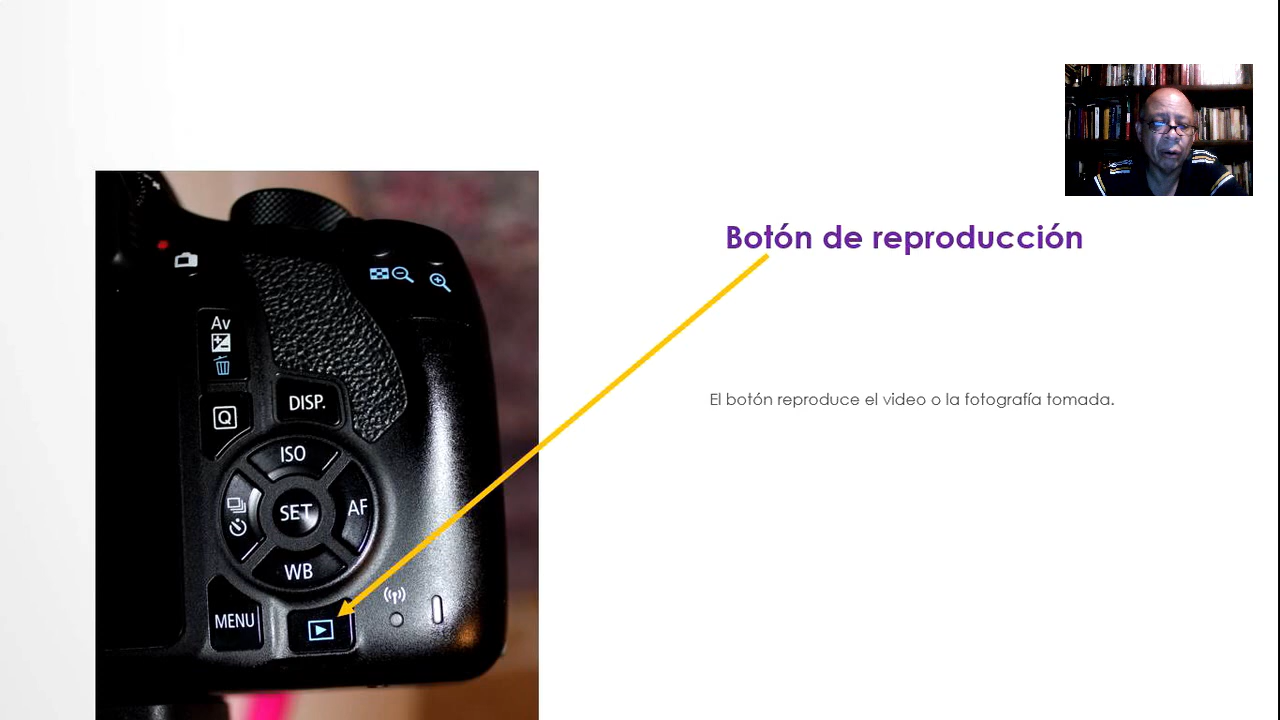 Botón de reproducción
El botón reproduce el video o la fotografía tomada.
Av
Q
DISP.
ISO
SET
AF
WB
MENU